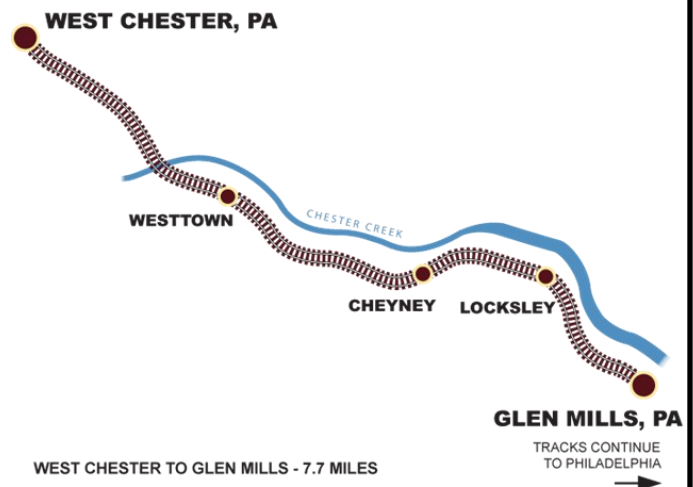 WEST CHESTER, PA
CHESTER CREEK
WESTTOWN
CHEYNEY
LOCKSLEY
GLEN MILLS, PA
TRACKS CONTINUE
TO PHILADELPHIA
WEST CHESTER TO GLEN MILLS - 7.7 MILES